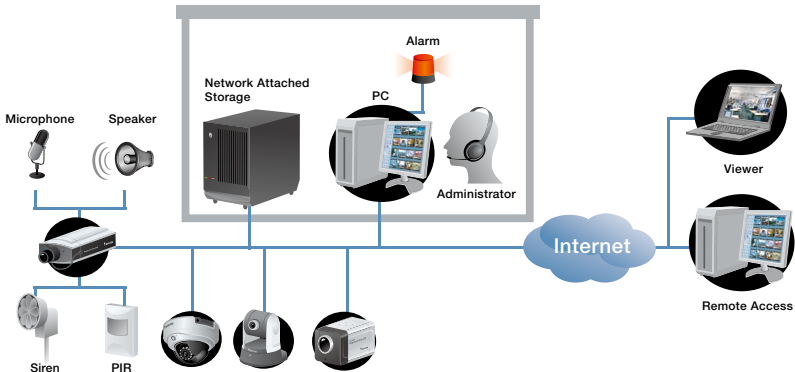 Alarm
Network Attached
Storage
PC
Microphone
Speaker
Administrator
Viewer
Internet
Remote Access
Siren
PIR